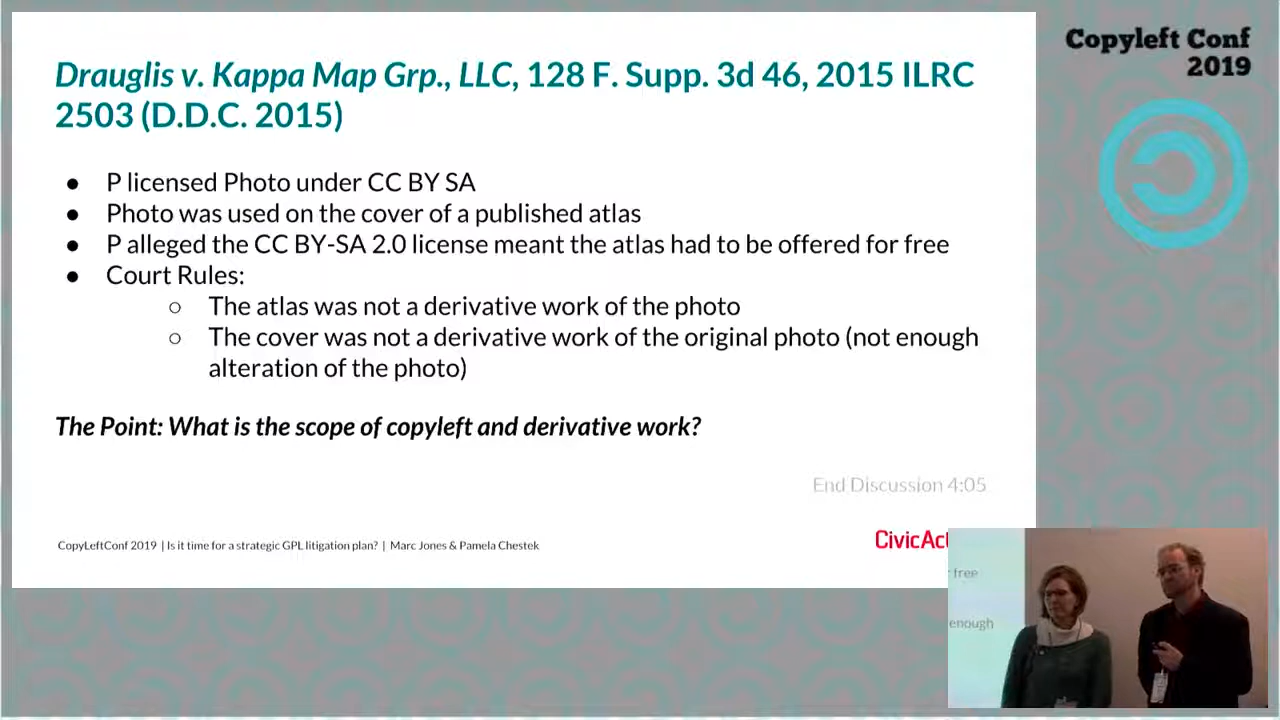 Drauglis v. Kappa Map Grp., LLC, 128 F. Supp. 3d 46, 2015 ILRC
2503 (D.D.C. 2015)
● P licensed Photo under CC BY SA
● Photo was used on the cover of a published atlas
● P alleged the CC BY-SA 2.0 license meant the atlas had to be offered for free
● Court Rules:
○ The atlas was not a derivative work of the photo
○ The cover was not a derivative work of the original photo (not enough
alteration of the photo)
The Point: What is the scope of copyleft and derivative work?
End Discussion 4:05
CopyLeftConf 2019 | Is it time for a strategic GPL litigation plan? | Marc Jones & Pamela Chestek
CivicAct
Copyleft Conf
2019
free
enough